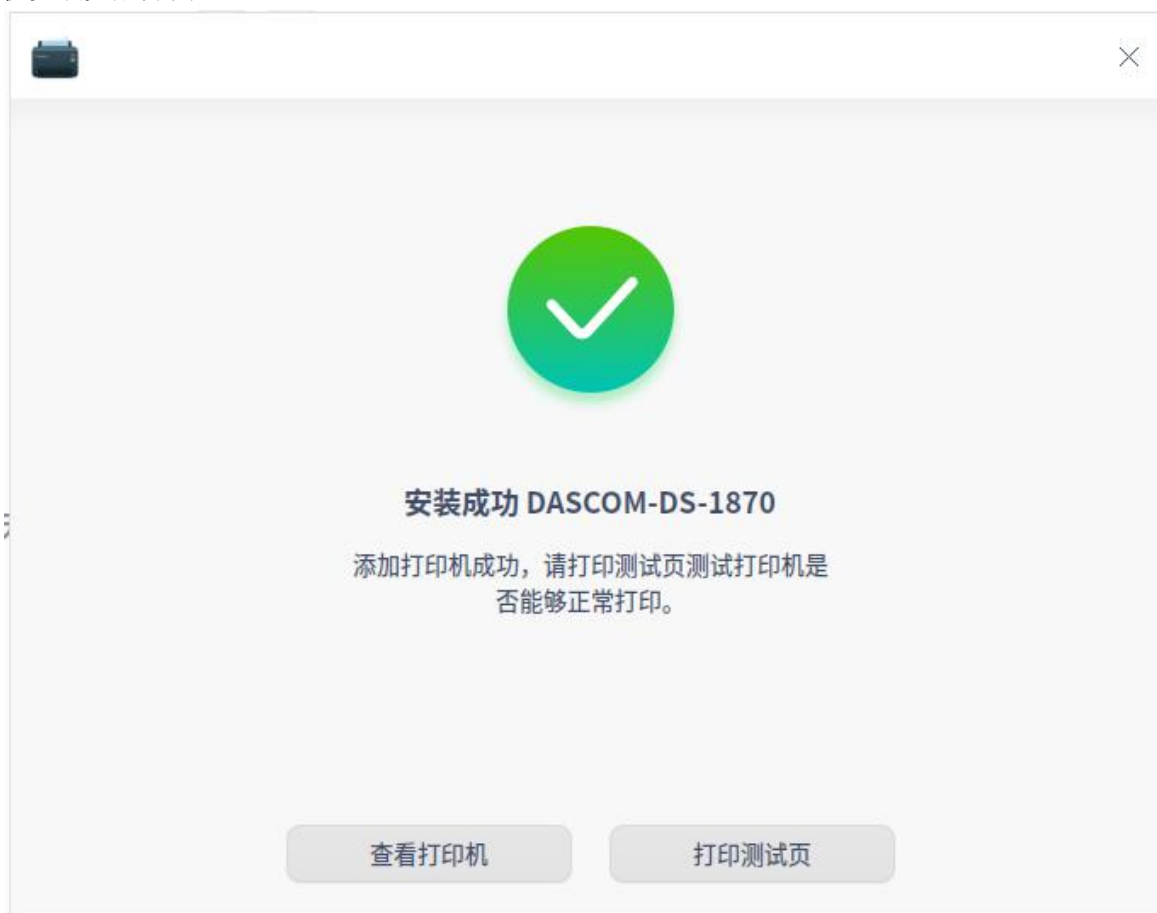 安装成功 DASCOM-DS-1870
添加打印机成功，请打印测试页测试打印机是
否能够正常打印。
查看打印机
打印测试页